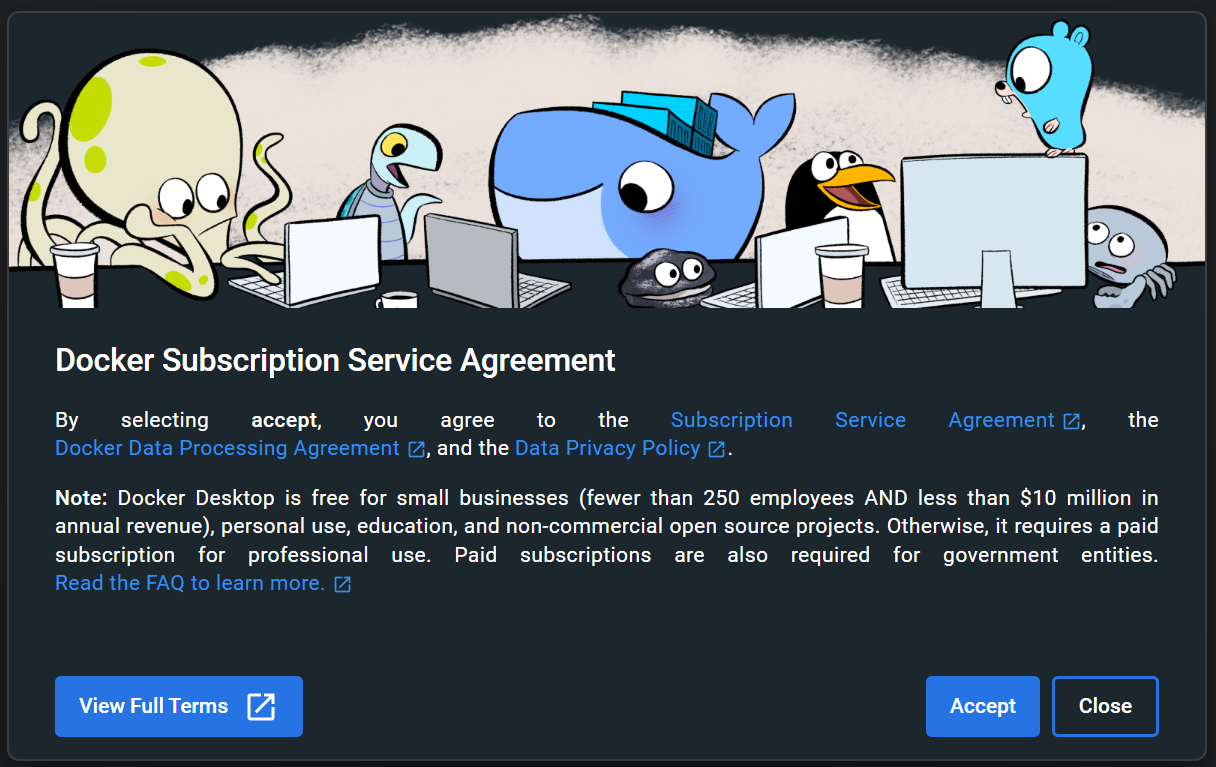 Docker Subscription Service Agreement
By selecting accept, you agree to the Subscription Service Agreement, the
Docker Data Processing Agreement, and the Data Privacy Policy.
Note: Docker Desktop is free for small businesses (fewer than 250 employees AND less than $10 million in
annual revenue), personal use, education, and non-commercial open source projects. Otherwise, it requires a paid
subscription for professional use. Paid subscriptions are also required for government entities.
Read the FAQ to learn more.
View Full Terms
Accept
Close